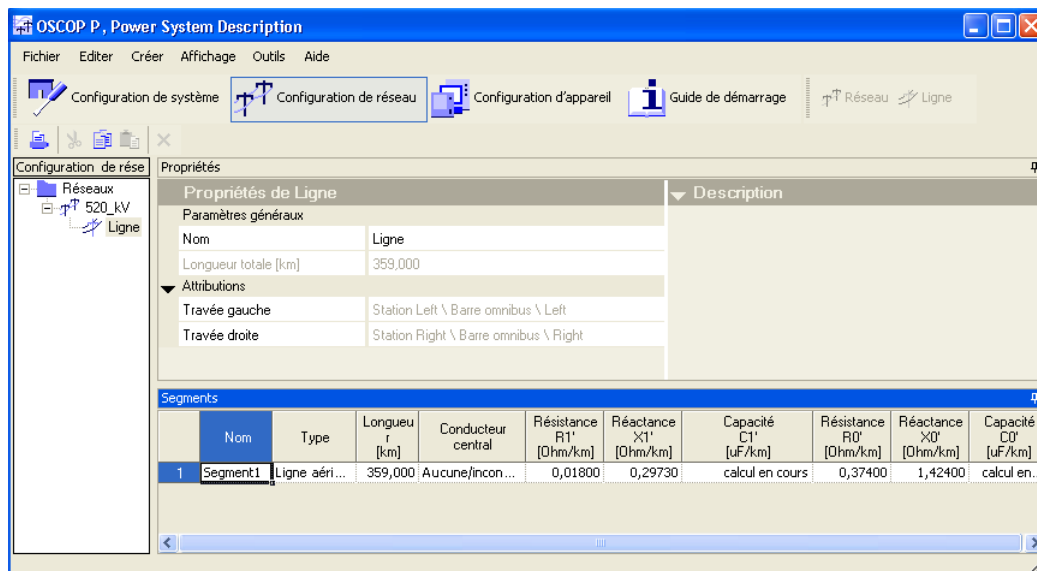 OSCOP P, Power System Description
Fichier Editer Créer Affichage Outils Aide
Configuration de système Configuration de réseau Configuration d'appareil Guide de démarrage Réseau Ligne
Configuration de rése
Propriétés
Réseaux
520_kV
Ligne
Propriétés de Ligne
Description
Paramètres généraux
Nom Ligne
Longueur totale [km] 359,000
Attributions
Travée gauche Station Left \ Barre omnibus \ Left
Travée droite Station Right \ Barre omnibus \ Right
Segments
Nom
Type
Longueu
r
[km]
Conducteur
central
Résistance
R1'
[Ohm/km]
Réactance
X1'
[Ohm/km]
Capacité
C1'
[uF/km]
Résistance
R0'
[Ohm/km]
Réactance
X0'
[Ohm/km]
Capacité
C0'
[uF/km]
1 Segment1 Ligne aéri... 359,000 Aucune/incon... 0,01800 0,29730 calcul en cours 0,37400 1,42400 calcul en...